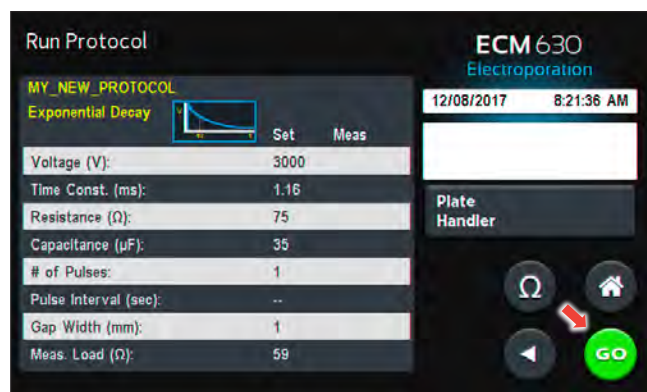 Run Protocol
MY_NEW_PROTOCOL
Exponential Decay
Set Meas
Voltage (V): 3000
Time Const. (ms): 1.16
Resistance (Ω): 75
Capacitance (µF): 35
# of Pulses: 1
Pulse Interval (sec): --
Gap Width (mm): 1
Meas. Load (Ω): 59
ECM 630
Electroporation
12/08/2017 8:21:36 AM
Plate
Handler
Ω
GO